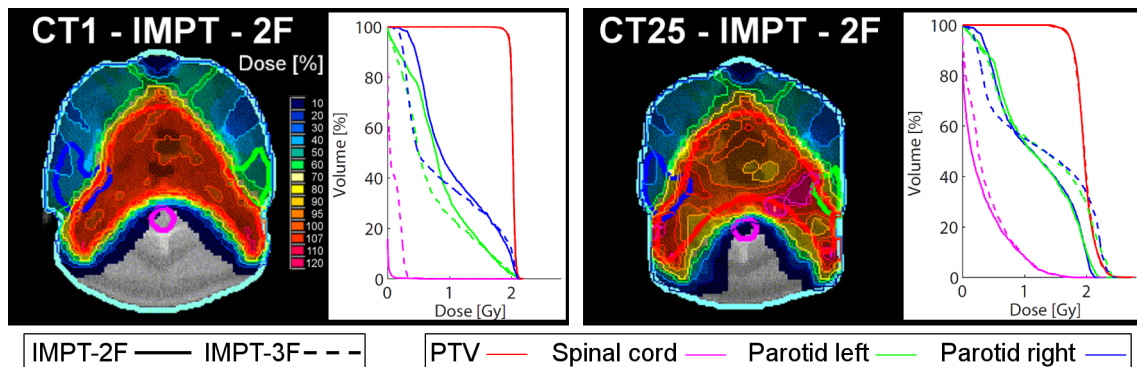 CT1 - IMPT - 2F
Dose [%]
10
20
30
40
50
60
70
80
90
95
100
107
110
120
Volume [%]
100
80
60
40
20
0
0 1 2
Dose [Gy]
CT25 - IMPT - 2F
Volume [%]
100
80
60
40
20
0
0 1 2
Dose [Gy]
IMPT-2F IMPT-3F
PTV Spinal cord Parotid left Parotid right